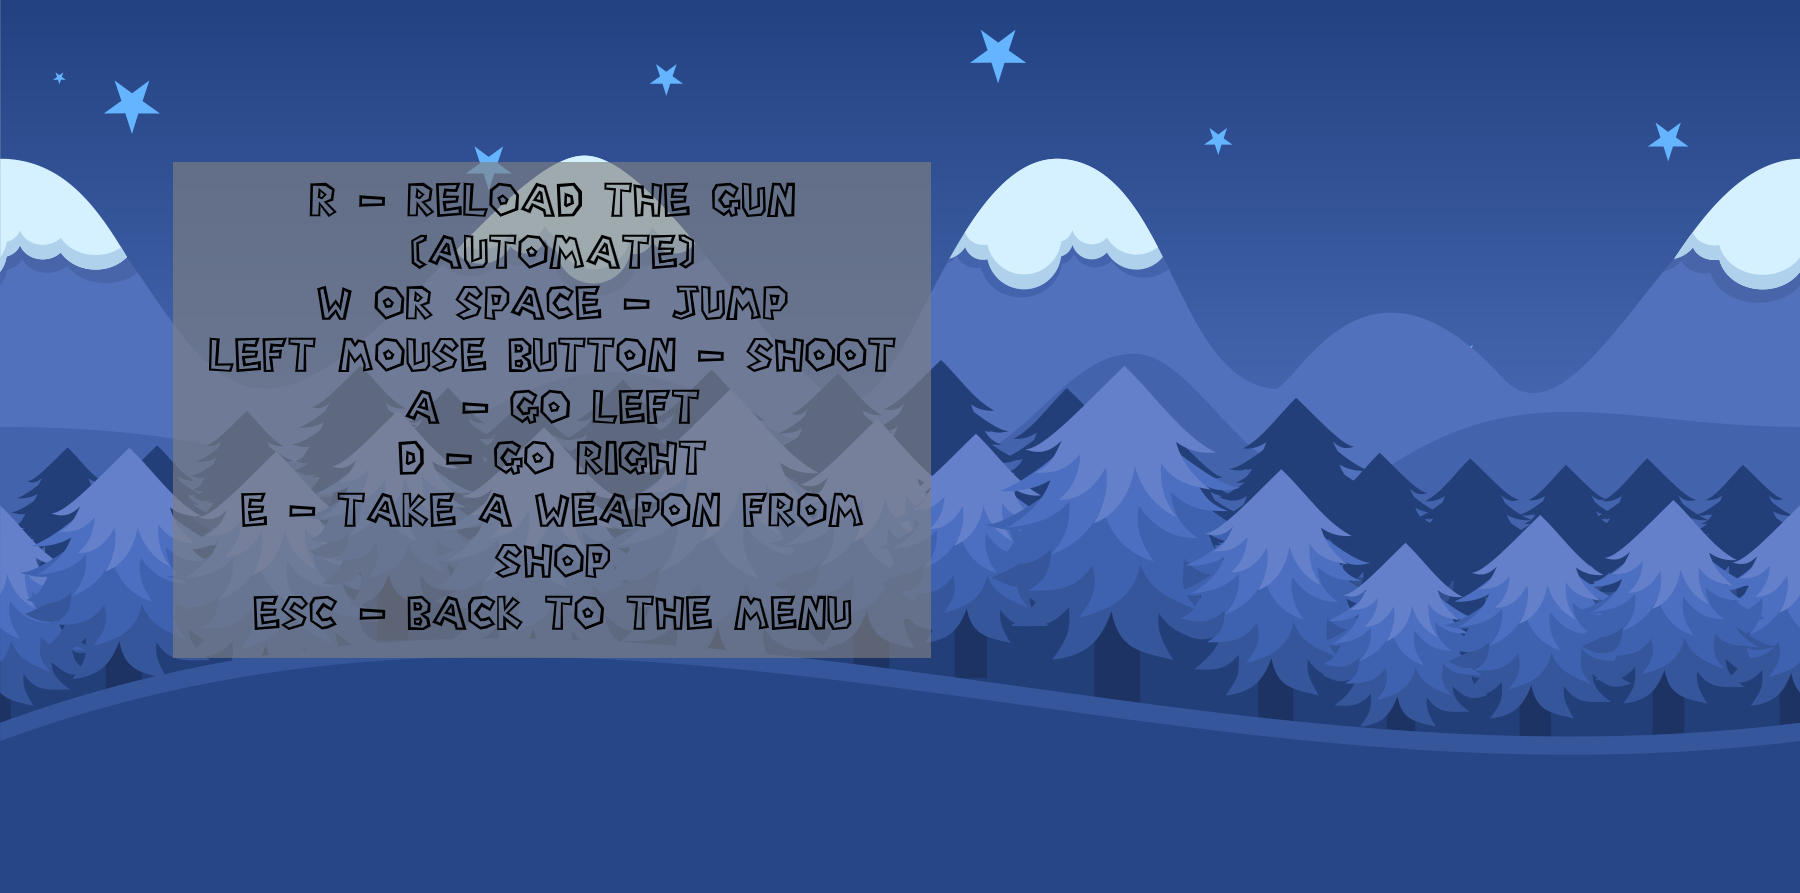 R - RELOAD THE GUN
(AUTOMATE)
W OR SPACE - JUMP
LEFT MOUSE BUTTON - SHOOT
A - GO LEFT
D - GO RIGHT
E - TAKE A WEAPON FROM
SHOP
ESC - BACK TO THE MENU